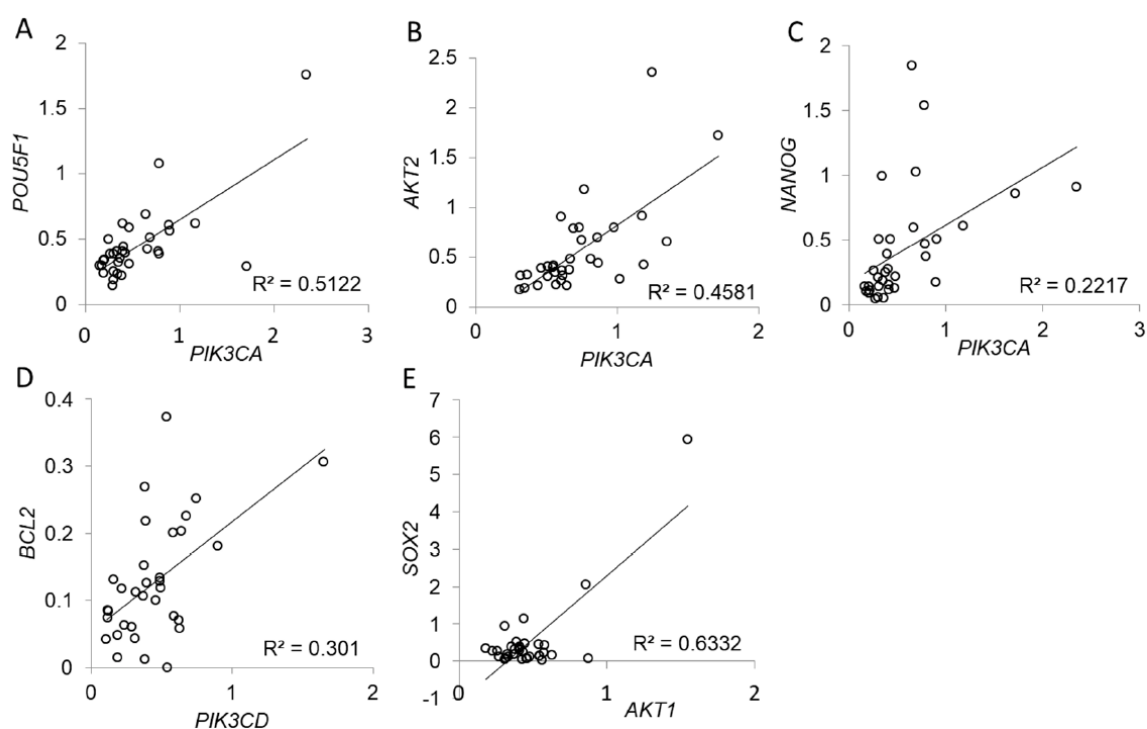 A
POU5F1
2
1.5
1
0.5
0
0
1
2
3
R² = 0.5122
PIK3CA
B
AKT2
2.5
2
1.5
1
0.5
0
0
1
2
R² = 0.4581
PIK3CA
C
NANOG
2
1.5
1
0.5
0
0
1
2
3
R² = 0.2217
PIK3CA
D
BCL2
0.4
0.3
0.2
0.1
0
0
1
2
R² = 0.301
PIK3CD
E
SOX2
7
6
5
4
3
2
1
0
-1
0
1
2
R² = 0.6332
AKT1